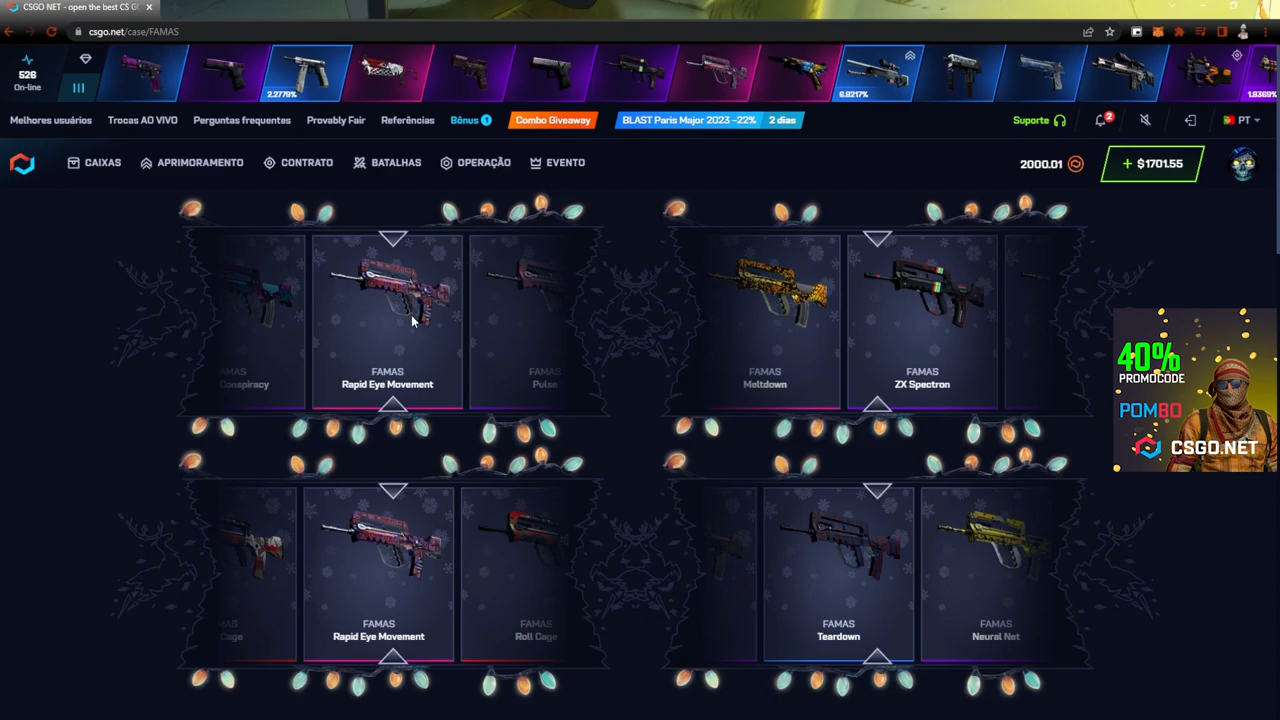 CSGO NET - open the best CS G
csgo.net/case/FAMAS
526
On-line
2.2779%
6.8217%
1.8369%
Melhores usuários Trocas AO VIVO Perguntas frequentes Provably Fair Referências Bônus 1 Combo Giveaway BLAST Paris Major 2023 -22% 2 dias Suporte 2 PT
CAIXAS APRIMORAMENTO CONTRATO BATALHAS OPERAÇÃO EVENTO 2000.01 + $1701.55
FAMAS FAMAS FAMAS FAMAS FAMAS
Conspiracy Rapid Eye Movement Pulse Meltdown ZX Spectron
40%
PROMOCODE
POMBO
CSGO.NET
FAMAS FAMAS FAMAS FAMAS
Cage Rapid Eye Movement Roll Cage Teardown Neural Net